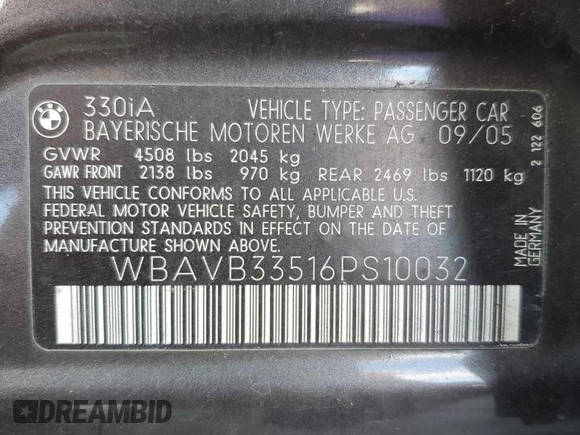 BMW
330iA VEHICLE TYPE: PASSENGER CAR
BAYERISCHE MOTOREN WERKE AG 09/05
GVWR 4508 lbs 2045 kg
GAWR FRONT 2138 lbs 970 kg REAR 2469 lbs 1120 kg
THIS VEHICLE CONFORMS TO ALL APPLICABLE U.S.
FEDERAL MOTOR VEHICLE SAFETY, BUMPER AND THEFT
PREVENTION STANDARDS IN EFFECT ON THE DATE OF
MANUFACTURE SHOWN ABOVE.
WBAVB33516PS10032
MADE IN
GERMANY
2 122 606
DREAMBID